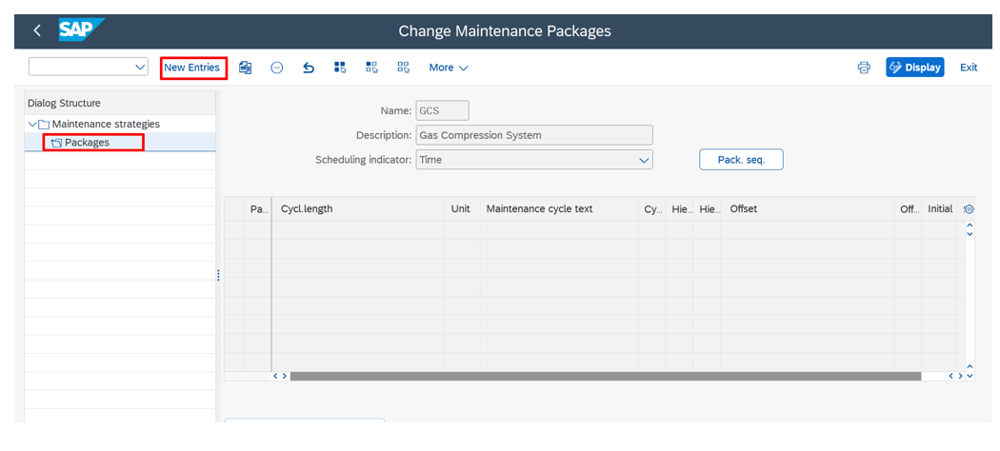 SAP Change Maintenance Packages
New Entries More Display Exit
Dialog Structure
Maintenance strategies
Packages
Name: GCS
Description: Gas Compression System
Scheduling indicator: Time Pack. seq.
Pa... Cycl.length Unit Maintenance cycle text Cy... Hie... Hie... Offset Off... Initial